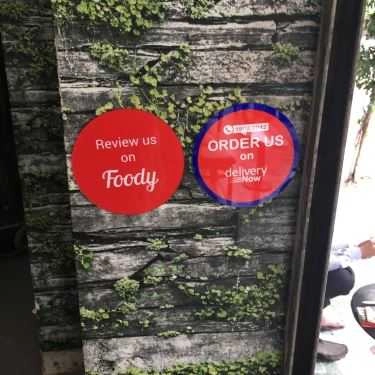 Review us
on
Foody
ORDER US
on
delivery
Now